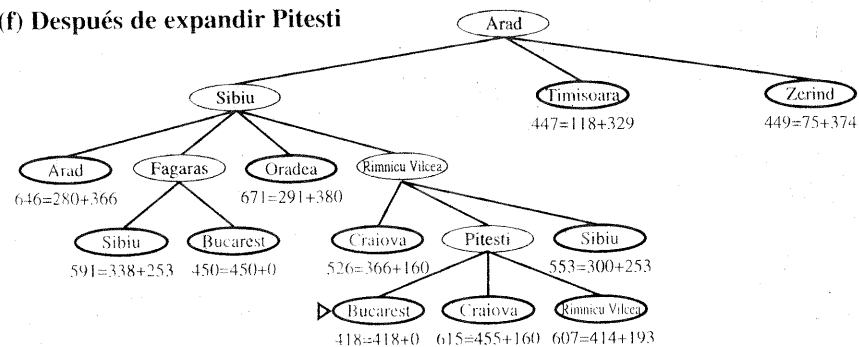 (f) Después de expandir Pitesti
Arad
Sibiu
Timisoara
Zerind
447=118+329
449=75+374
Arad
Fagaras
Oradea
Rimnicu Vilcea
646=280+366
671=291+380
Sibiu
Bucarest
Craiova
Pitesti
Sibiu
591=338+253
450=450+0
526=366+160
553=300+253
Bucarest
Craiova
Rimnicu Vilcea
418=418+0
615=455+160
607=414+193